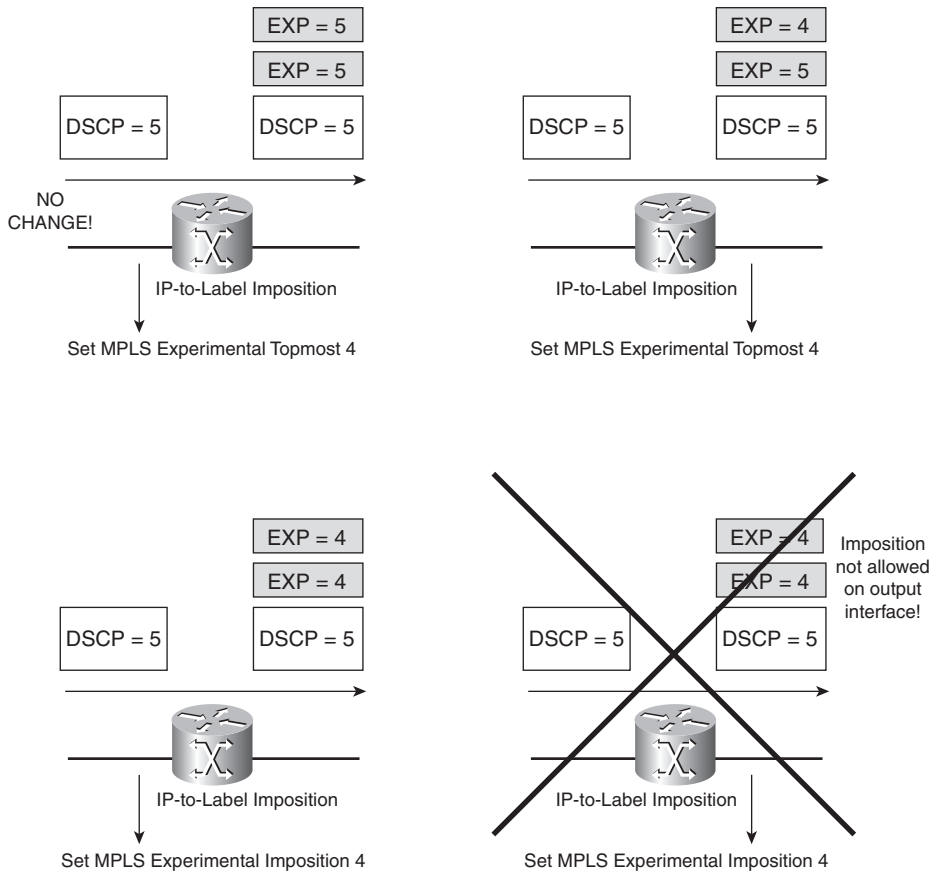 EXP = 5
EXP = 5
DSCP = 5
DSCP = 5
NO
CHANGE!
IP-to-Label Imposition
Set MPLS Experimental Topmost 4
EXP = 4
EXP = 5
DSCP = 5
DSCP = 5
IP-to-Label Imposition
Set MPLS Experimental Topmost 4
EXP = 4
EXP = 4
DSCP = 5
DSCP = 5
IP-to-Label Imposition
Set MPLS Experimental Imposition 4
EXP = 4
EXP = 4
Imposition
not allowed
on output
interface!
DSCP = 5
DSCP = 5
IP-to-Label Imposition
Set MPLS Experimental Imposition 4